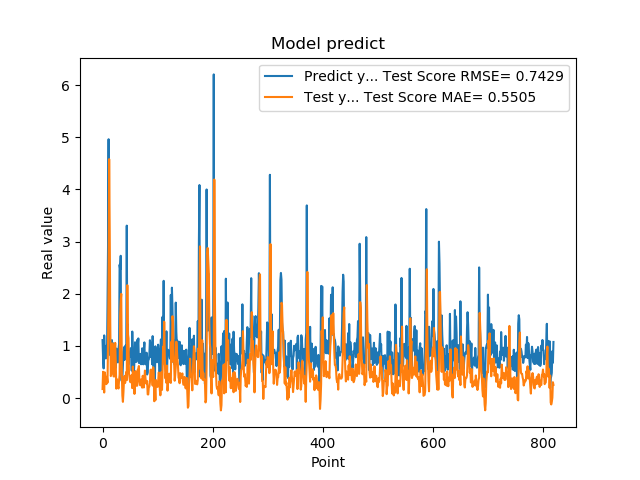 Model predict
Predict y... Test Score RMSE= 0.7429
Test y... Test Score MAE= 0.5505
Real value
6
5
4
3
2
1
0
0 200 400 600 800
Point